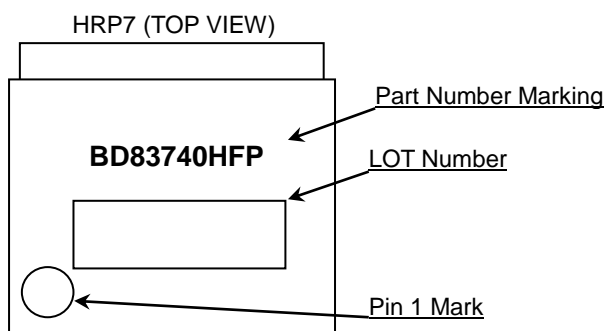 HRP7 (TOP VIEW)
Part Number Marking
BD83740HFP
LOT Number
Pin 1 Mark